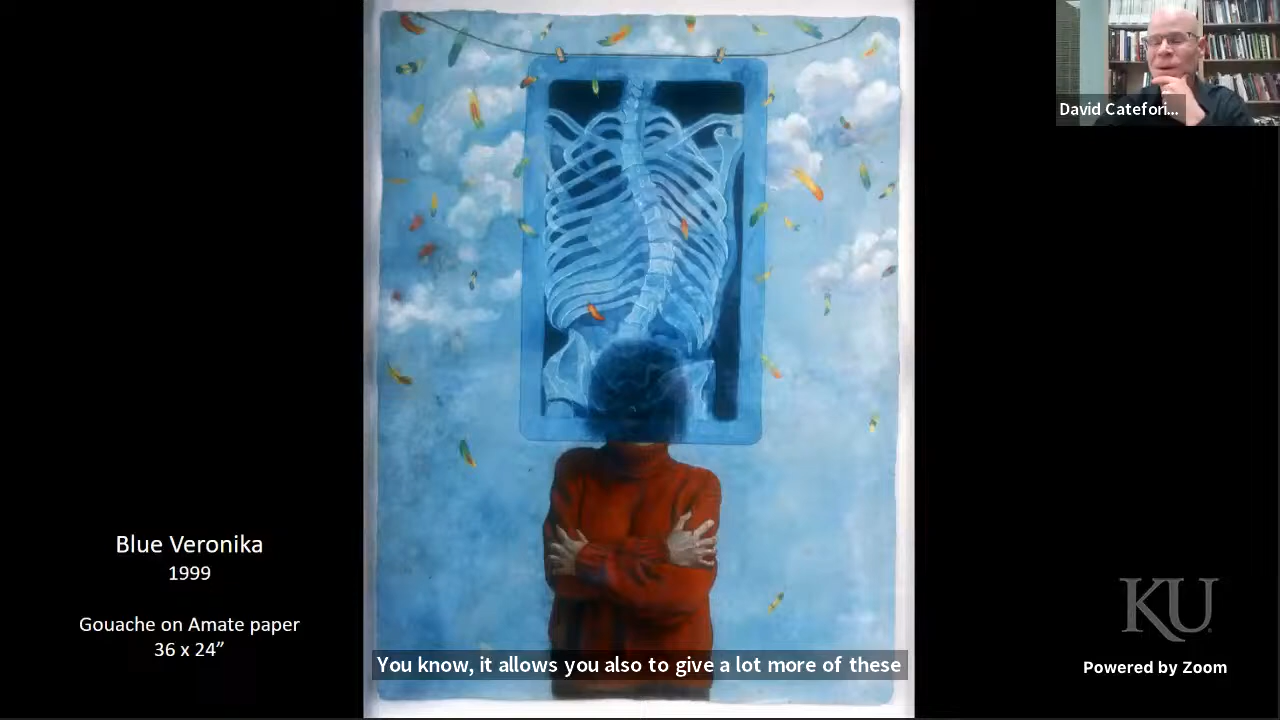 David Catefori...
Blue Veronika
1999
Gouache on Amate paper
36 x 24”
KU
Powered by Zoom
You know, it allows you also to give a lot more of these